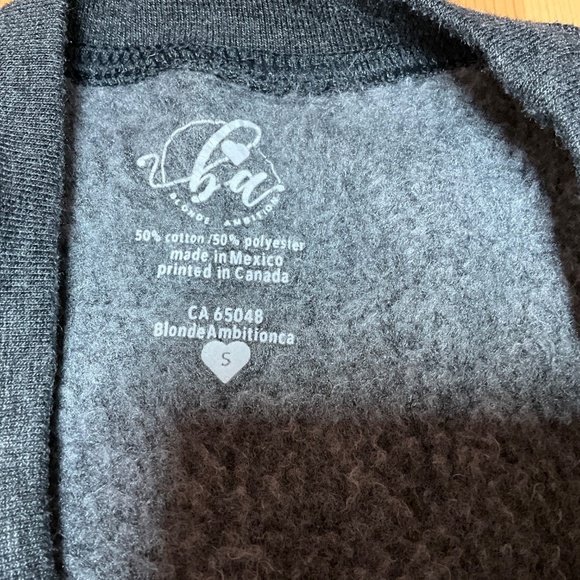 ba
BLONDE AMBITION
50% cotton /50% polyester
made in Mexico
printed in Canada
CA 65048
BlondeAmbitionca
S